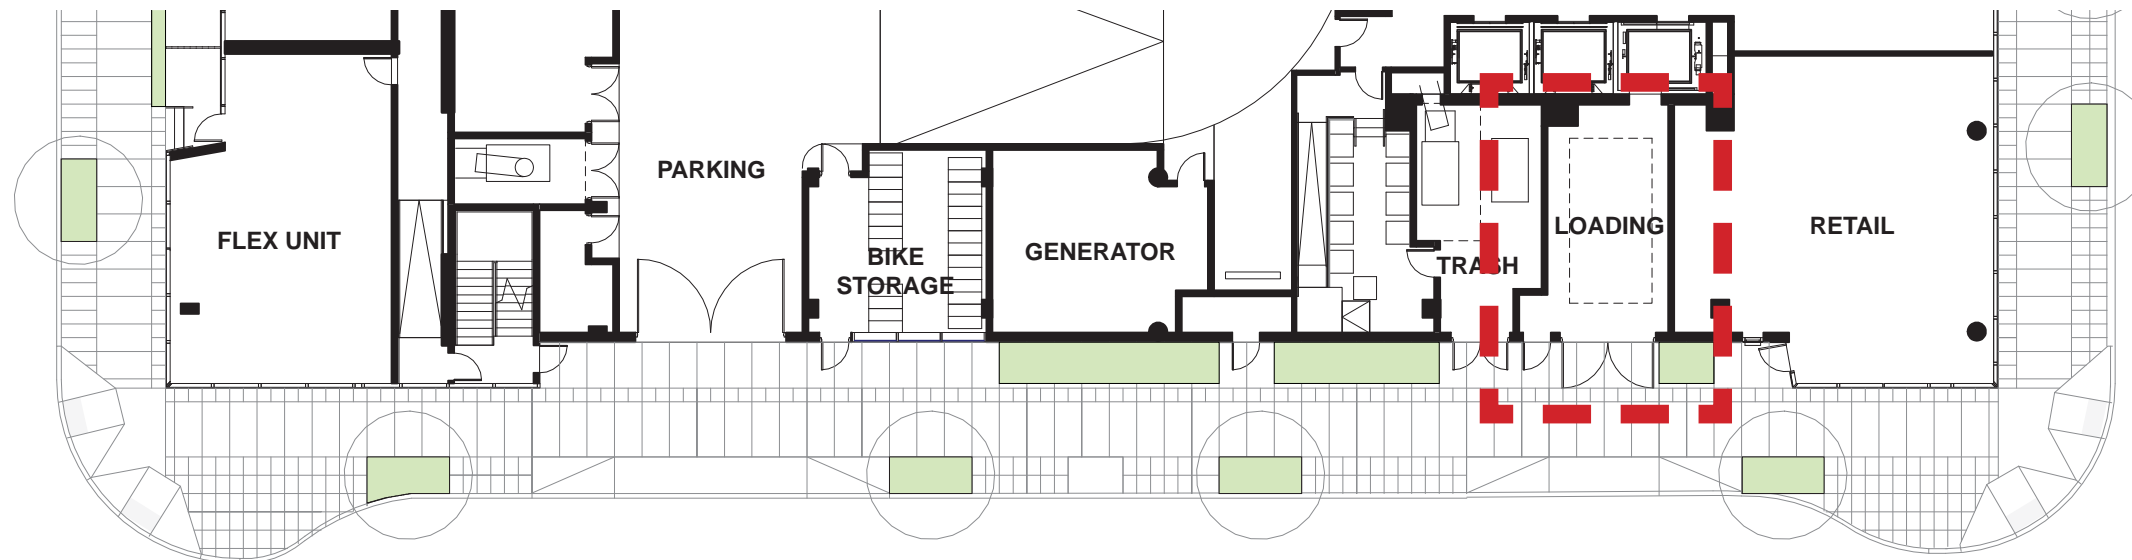 PARKING
FLEX UNIT
BIKE
STORAGE
GENERATOR
TRASH
LOADING
RETAIL